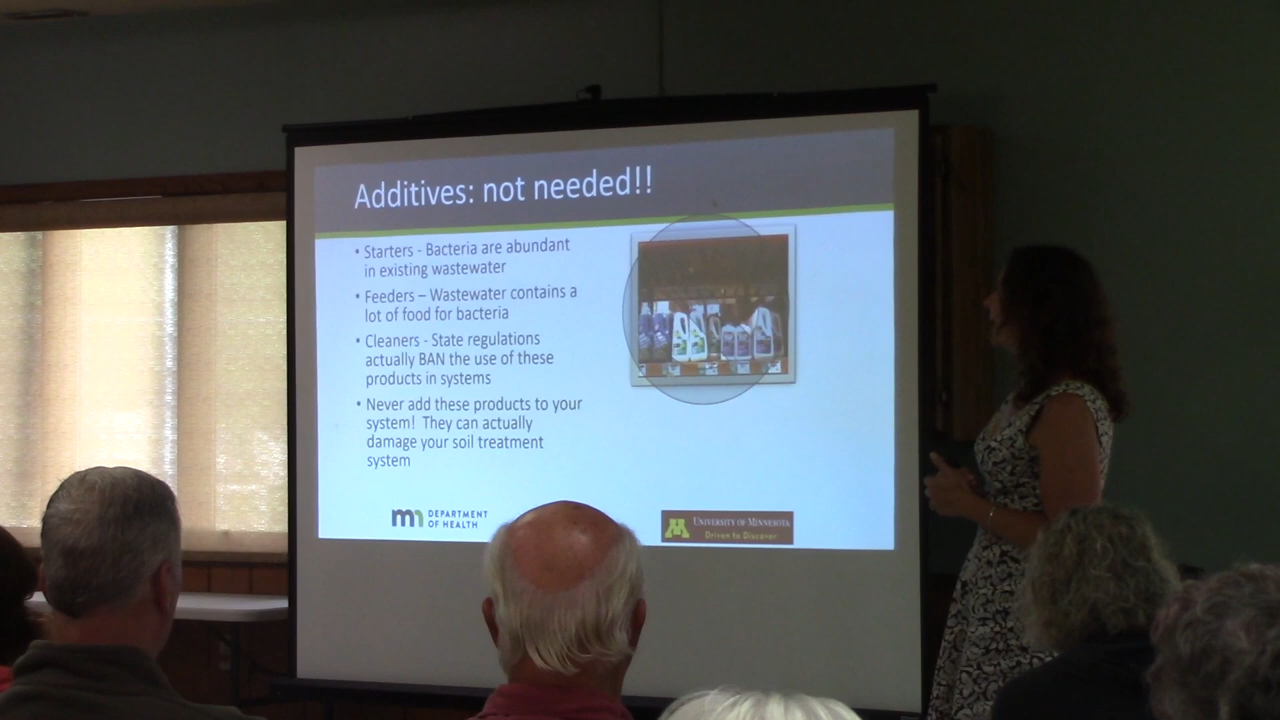 Additives: not needed!!
• Starters - Bacteria are abundant
in existing wastewater
• Feeders – Wastewater contains a
lot of food for bacteria
• Cleaners - State regulations
actually BAN the use of these
products in systems
• Never add these products to your
system! They can actually
damage your soil treatment
system
DEPARTMENT
OF HEALTH
UNIVERSITY OF MINNESOTA
Driven to Discover